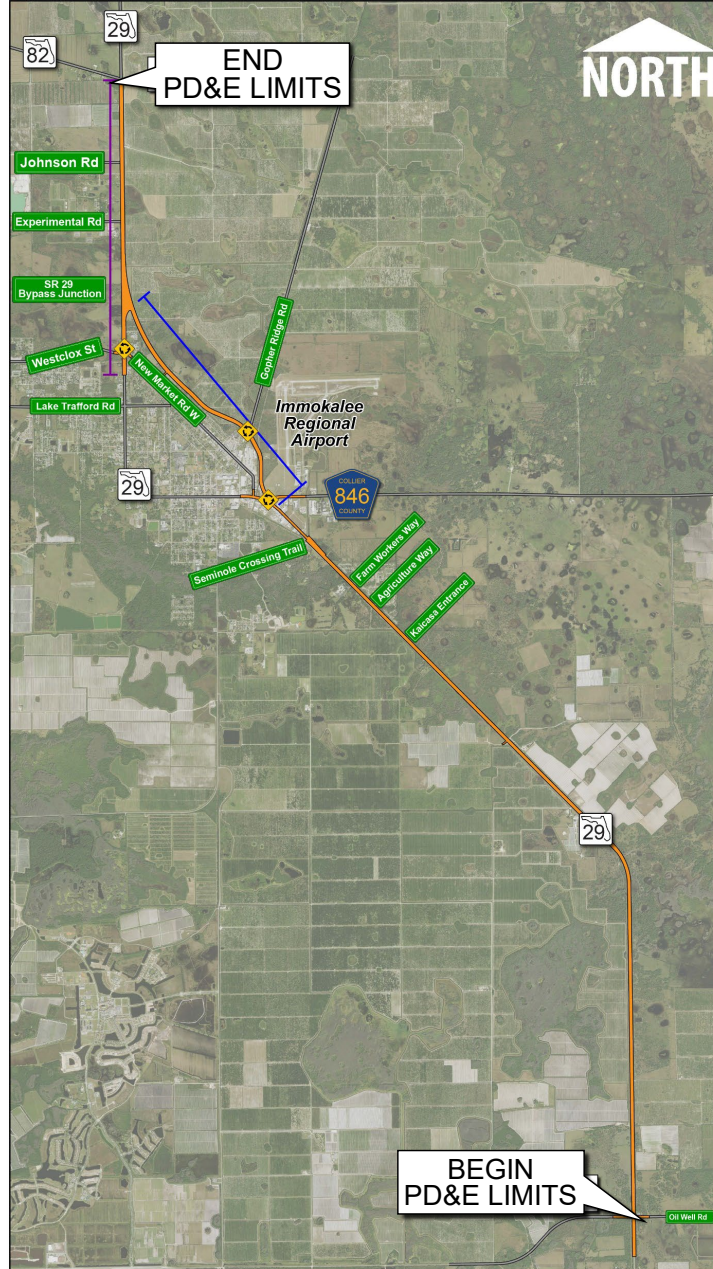 29
82
END
PD&E LIMITS
NORTH
Johnson Rd
Experimental Rd
SR 29
Bypass Junction
Gopher Ridge Rd
Westclox St
New Market Rd W
Lake Trafford Rd
Immokalee
Regional
Airport
29
COLLIER
846
COUNTY
Seminole Crossing Trail
Farm Workers Way
Agriculture Way
Kaicasa Entrance
29
BEGIN
PD&E LIMITS
Oil Well Rd